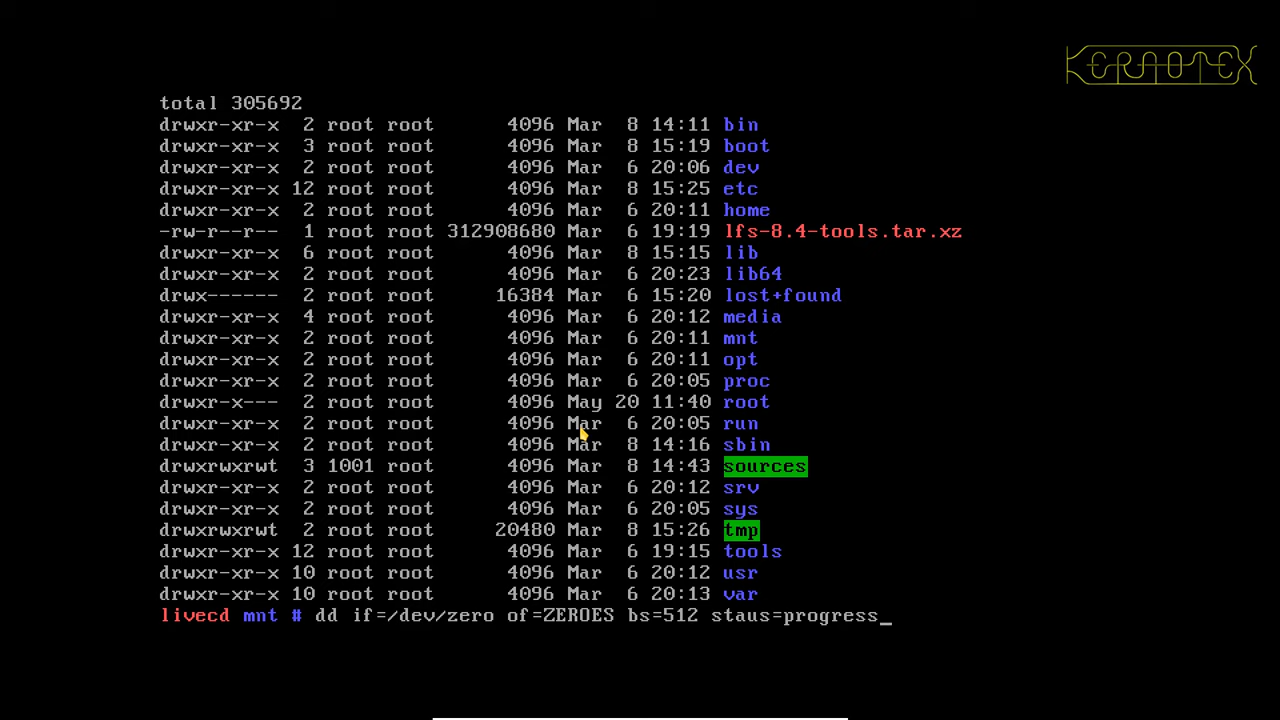 KERNOTEX
total 305692
drwxr-xr-x  2 root root      4096 Mar  8 14:11 bin
drwxr-xr-x  3 root root      4096 Mar  8 15:19 boot
drwxr-xr-x  2 root root      4096 Mar  6 20:06 dev
drwxr-xr-x 12 root root      4096 Mar  8 15:25 etc
drwxr-xr-x  2 root root      4096 Mar  6 20:11 home
-rw-r--r--  1 root root 312908680 Mar  6 19:19 lfs-8.4-tools.tar.xz
drwxr-xr-x  6 root root      4096 Mar  8 15:15 lib
drwxr-xr-x  2 root root      4096 Mar  6 20:23 lib64
drwx------  2 root root     16384 Mar  6 15:20 lost+found
drwxr-xr-x  4 root root      4096 Mar  6 20:12 media
drwxr-xr-x  2 root root      4096 Mar  6 20:11 mnt
drwxr-xr-x  2 root root      4096 Mar  6 20:11 opt
drwxr-xr-x  2 root root      4096 Mar  6 20:05 proc
drwxr-x---  2 root root      4096 May 20 11:40 root
drwxr-xr-x  2 root root      4096 Mar  6 20:05 run
drwxr-xr-x  2 root root      4096 Mar  8 14:16 sbin
drwxrwxrwt  3 1001 root      4096 Mar  8 14:43 sources
drwxr-xr-x  2 root root      4096 Mar  6 20:12 srv
drwxr-xr-x  2 root root      4096 Mar  6 20:05 sys
drwxrwxrwt  2 root root     20480 Mar  8 15:26 tmp
drwxr-xr-x 12 root root      4096 Mar  6 19:15 tools
drwxr-xr-x 10 root root      4096 Mar  6 20:12 usr
drwxr-xr-x 10 root root      4096 Mar  6 20:13 var
livecd mnt # dd if=/dev/zero of=ZEROES bs=512 staus=progress_